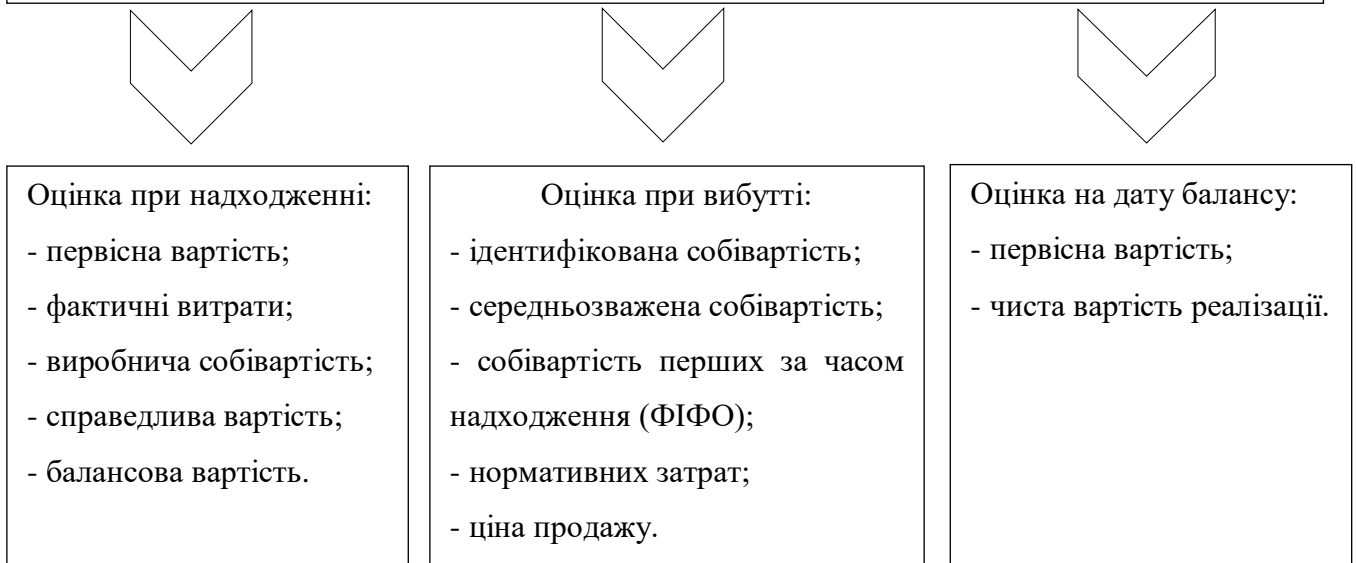 Оцінка при надходженні:
- первісна вартість;
- фактичні витрати;
- виробнича собівартість;
- справедлива вартість;
- балансова вартість.
Оцінка при вибутті:
- ідентифікована собівартість;
- середньозважена собівартість;
- собівартість перших за часом
надходження (ФІФО);
- нормативних затрат;
- ціна продажу.
Оцінка на дату балансу:
- первісна вартість;
- чиста вартість реалізації.